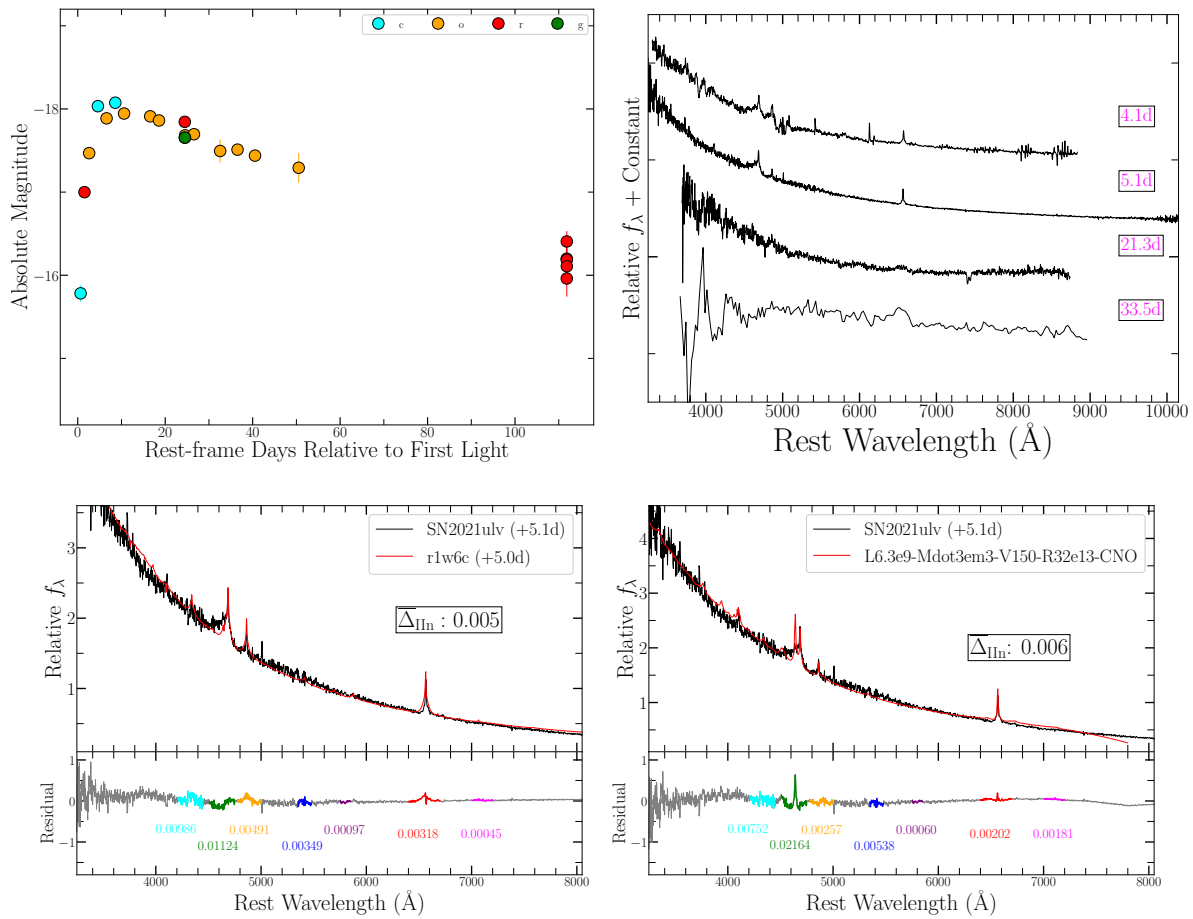 c o r g
Absolute Magnitude
−18
−16
0 20 40 60 80 100
Rest-frame Days Relative to First Light
Relative fλ + Constant
4.1d
5.1d
21.3d
33.5d
4000 5000 6000 7000 8000 9000 10000
Rest Wavelength (Å)
SN2021ulv (+5.1d)
r1w6c (+5.0d)
Δ̅IIn : 0.005
Relative fλ
3
2
1
Residual
1
0
−1
0.00986 0.00491 0.00097 0.00318 0.00045
0.01124 0.00349
4000 5000 6000 7000 8000
Rest Wavelength (Å)
SN2021ulv (+5.1d)
L6.3e9-Mdot3em3-V150-R32e13-CNO
Δ̅IIn: 0.006
Relative fλ
4
3
2
1
Residual
1
0
−1
0.00752 0.00257 0.00060 0.00202 0.00181
0.02164 0.00538
4000 5000 6000 7000 8000
Rest Wavelength (Å)